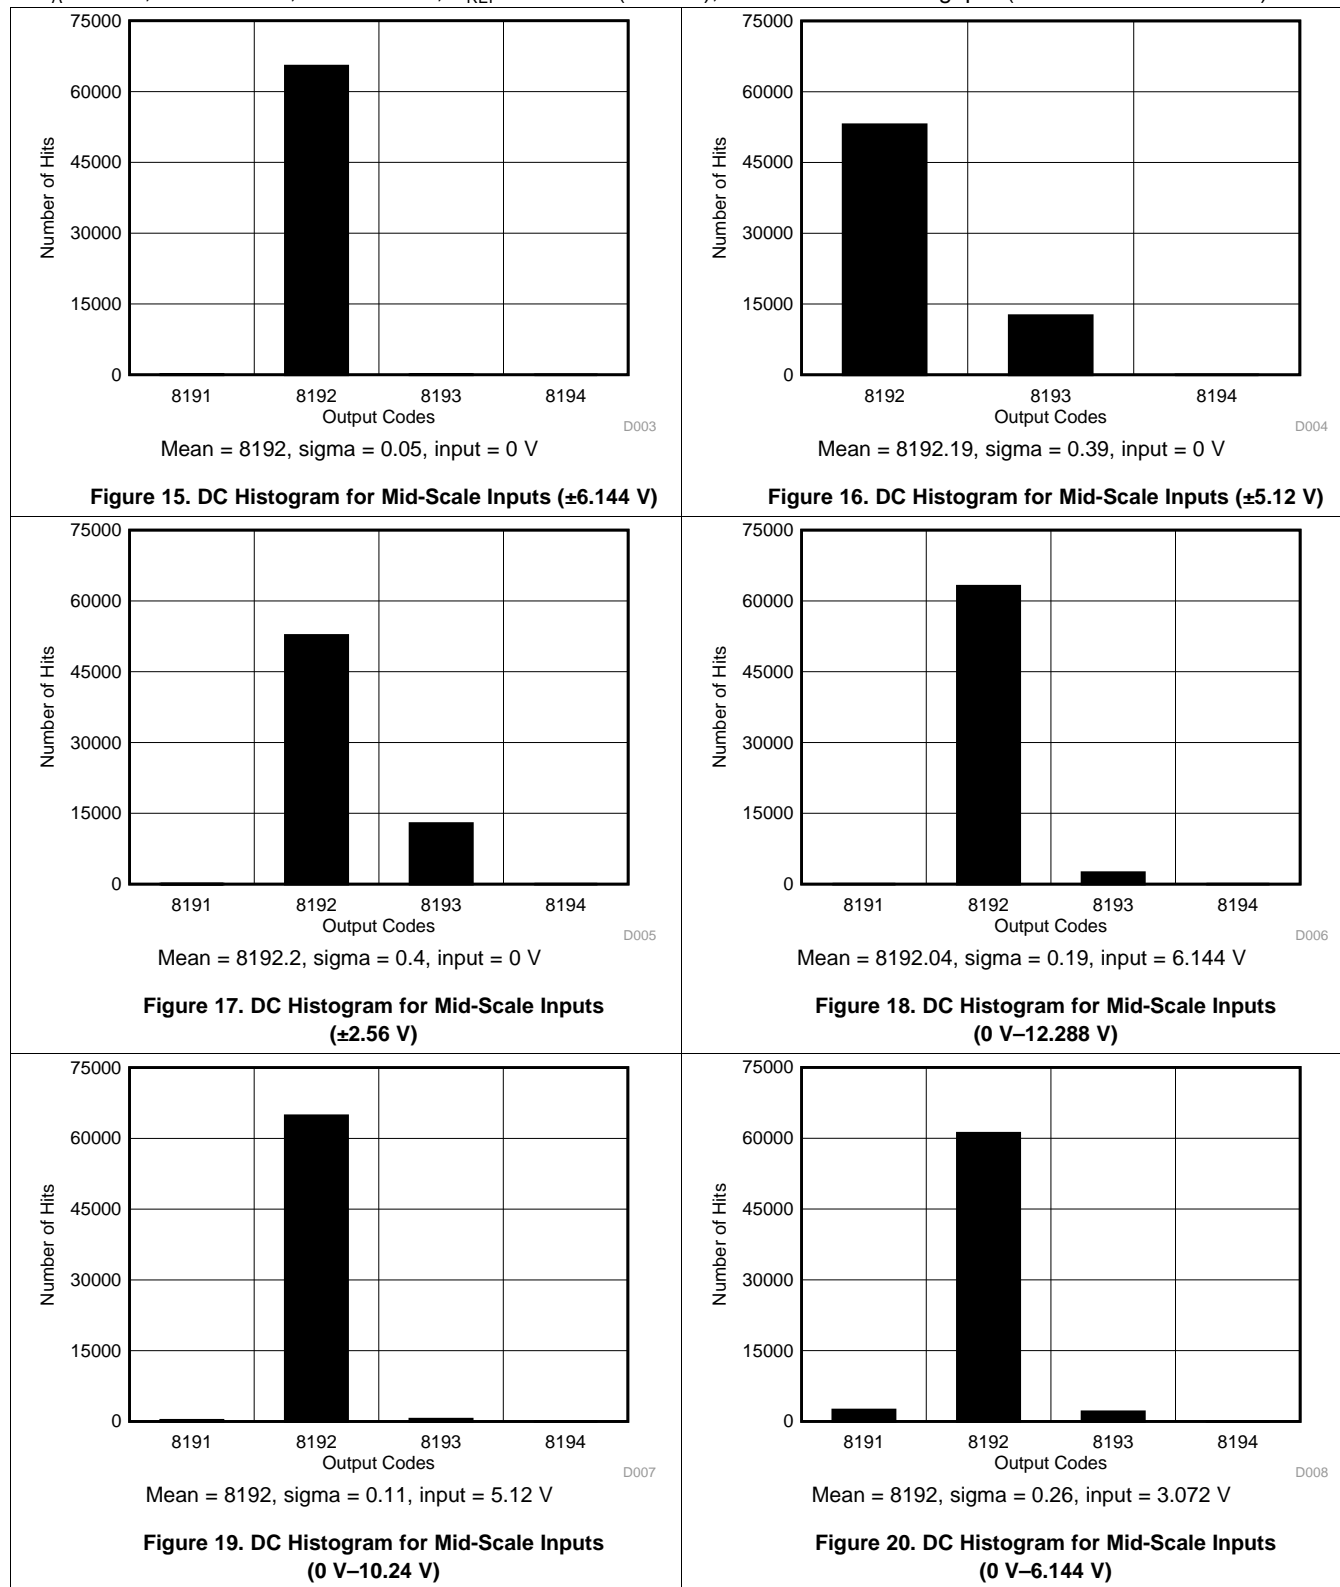 75000
60000
45000
30000
15000
0
Number of Hits
8191 8192 8193 8194
Output Codes
D003
Mean = 8192, sigma = 0.05, input = 0 V
Figure 15. DC Histogram for Mid-Scale Inputs (±6.144 V)
75000
60000
45000
30000
15000
0
Number of Hits
8192 8193 8194
Output Codes
D004
Mean = 8192.19, sigma = 0.39, input = 0 V
Figure 16. DC Histogram for Mid-Scale Inputs (±5.12 V)
75000
60000
45000
30000
15000
0
Number of Hits
8191 8192 8193 8194
Output Codes
D005
Mean = 8192.2, sigma = 0.4, input = 0 V
Figure 17. DC Histogram for Mid-Scale Inputs
(±2.56 V)
75000
60000
45000
30000
15000
0
Number of Hits
8191 8192 8193 8194
Output Codes
D006
Mean = 8192.04, sigma = 0.19, input = 6.144 V
Figure 18. DC Histogram for Mid-Scale Inputs
(0 V–12.288 V)
75000
60000
45000
30000
15000
0
Number of Hits
8191 8192 8193 8194
Output Codes
D007
Mean = 8192, sigma = 0.11, input = 5.12 V
Figure 19. DC Histogram for Mid-Scale Inputs
(0 V–10.24 V)
75000
60000
45000
30000
15000
0
Number of Hits
8191 8192 8193 8194
Output Codes
D008
Mean = 8192, sigma = 0.26, input = 3.072 V
Figure 20. DC Histogram for Mid-Scale Inputs
(0 V–6.144 V)